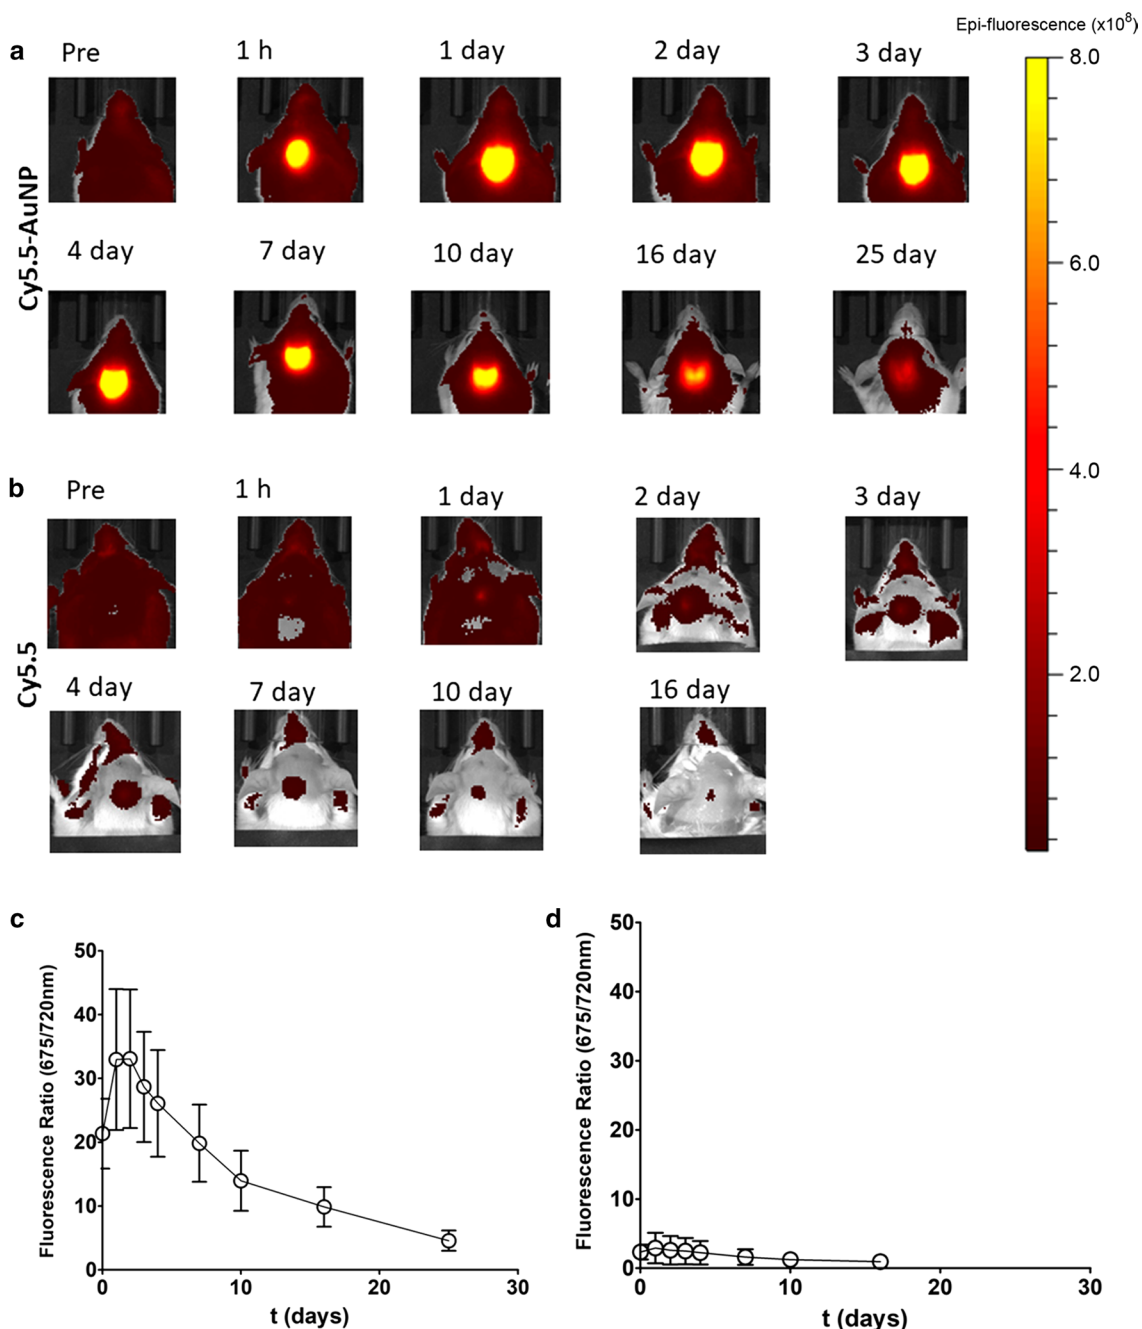 Epi-fluorescence (x10⁸)
a
Pre
1 h
1 day
2 day
3 day
8.0
6.0
4.0
2.0
Cy5.5-AuNP
4 day
7 day
10 day
16 day
25 day
b
Pre
1 h
1 day
2 day
3 day
Cy5.5
4 day
7 day
10 day
16 day
c
Fluorescence Ratio (675/720nm)
50
40
30
20
10
0
0 10 20 30
t (days)
d
Fluorescence Ratio (675/720nm)
50
40
30
20
10
0
0 10 20 30
t (days)